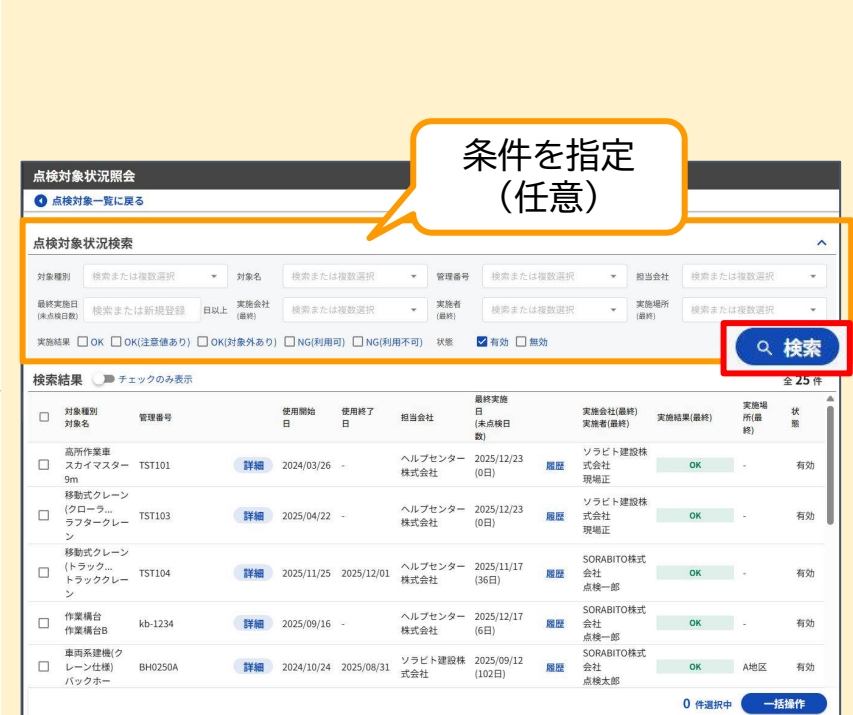 条件を指定
（任意）
点検対象状況照会
点検対象一覧に戻る
点検対象状況検索
対象種別 検索または複数選択 対象名 検索または複数選択 管理番号 検索または複数選択 担当会社 検索または複数選択
最終実施日 (未点検日数) 検索または新規登録 日以上 実施会社 (最終) 検索または複数選択 実施者 (最終) 検索または複数選択 実施場所 (最終) 検索または複数選択
実施結果 OK OK(注意値あり) OK(対象外あり) NG(利用可) NG(利用不可) 状態 有効 無効
検索
検索結果 チェックのみ表示 全 25 件
対象種別
対象名
管理番号
使用開始
日
使用終了
日
担当会社
最終実施
日
(未点検日
数)
実施会社(最終)
実施者(最終)
実施結果(最終)
実施場
所(最
終)
状
態
高所作業車
スカイマスター
9m
TST101
詳細
2024/03/26
-
ヘルプセンター
株式会社
2025/12/23
(0日)
履歴
ソラビト建設株
式会社
現場正
OK
-
有効
移動式クレーン
(クローラ...
ラフタークレー
ン
TST103
詳細
2025/04/22
-
ヘルプセンター
株式会社
2025/12/23
(0日)
履歴
ソラビト建設株
式会社
現場正
OK
-
有効
移動式クレーン
(トラック...
トラッククレー
ン
TST104
詳細
2025/11/25
2025/12/01
ヘルプセンター
株式会社
2025/11/17
(36日)
履歴
SORABITO株式
会社
点検一郎
OK
-
有効
作業構台
作業構台B
kb-1234
詳細
2025/09/16
-
ヘルプセンター
株式会社
2025/12/17
(6日)
履歴
SORABITO株式
会社
点検一郎
OK
-
有効
車両系建機(ク
レーン仕様)
バックホー
BH0250A
詳細
2024/10/24
2025/08/31
ソラビト建設株
式会社
2025/09/12
(102日)
履歴
SORABITO株式
会社
点検太郎
OK
A地区
有効
0 件選択中
一括操作